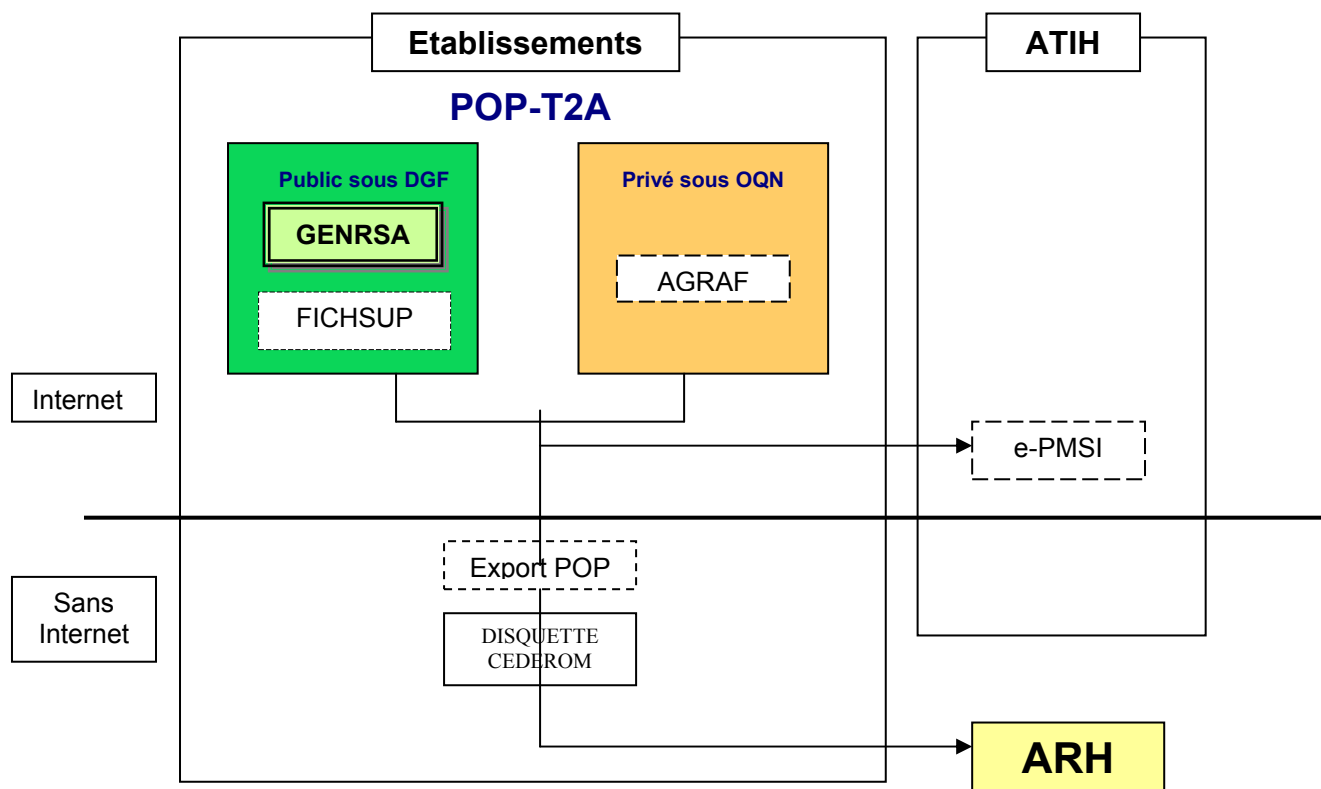 Etablissements
ATIH
POP-T2A
Public sous DGF
Privé sous OQN
GENRSA
AGRAF
FICHSUP
Internet
e-PMSI
Export POP
Sans
Internet
DISQUETTE
CEDEROM
ARH